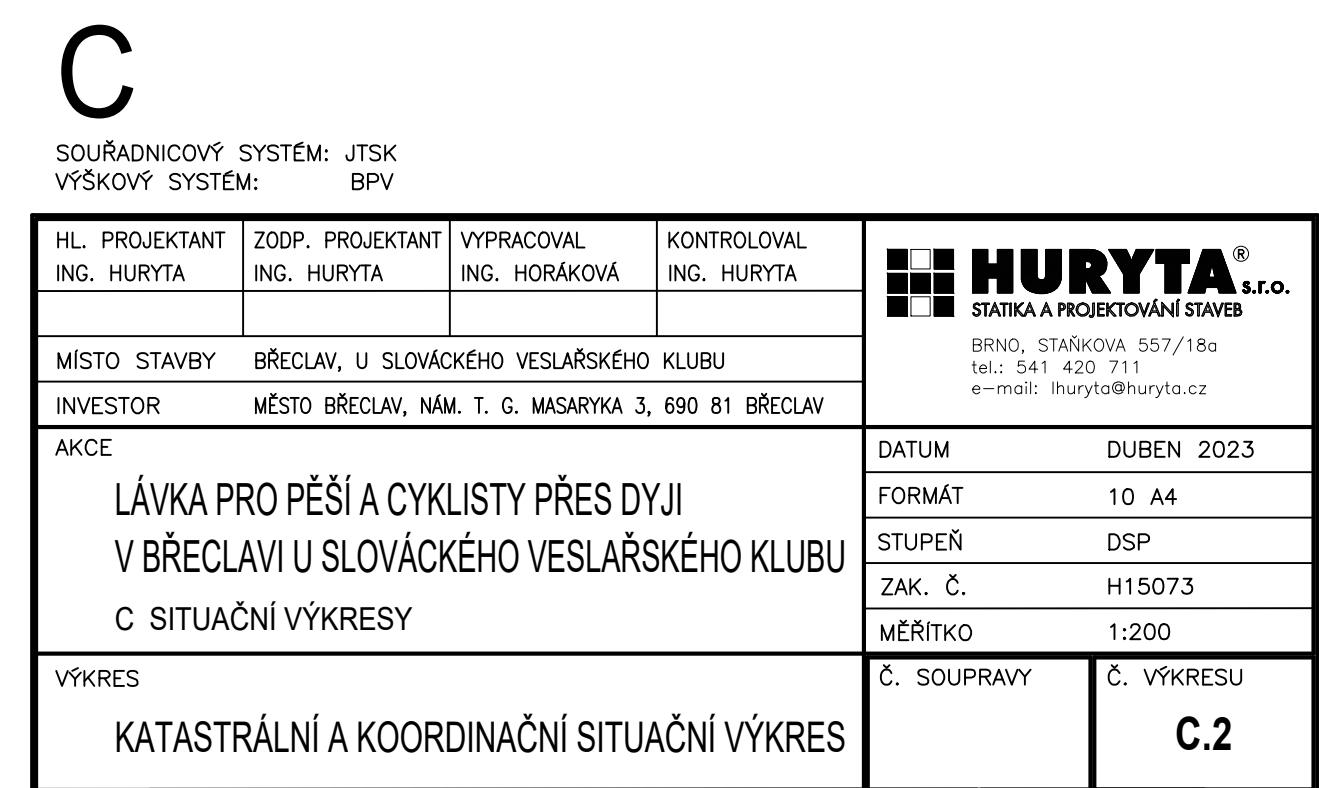 C
SOUŘADNICOVÝ SYSTÉM: JTSK
VÝŠKOVÝ SYSTÉM: BPV
HL. PROJEKTANT
ING. HURYTA
ZODP. PROJEKTANT
ING. HURYTA
VYPRACOVAL
ING. HORÁKOVÁ
KONTROLOVAL
ING. HURYTA
HURYTA® s.r.o.
STATIKA A PROJEKTOVÁNÍ STAVEB
BRNO, STAŇKOVA 557/18a
tel.: 541 420 711
e-mail: lhuryta@huryta.cz
MÍSTO STAVBY BŘECLAV, U SLOVÁCKÉHO VESLAŘSKÉHO KLUBU
INVESTOR MĚSTO BŘECLAV, NÁM. T. G. MASARYKA 3, 690 81 BŘECLAV
AKCE
LÁVKA PRO PĚŠÍ A CYKLISTY PŘES DYJI
V BŘECLAVI U SLOVÁCKÉHO VESLAŘSKÉHO KLUBU
C SITUAČNÍ VÝKRESY
DATUM DUBEN 2023
FORMÁT 10 A4
STUPEŇ DSP
ZAK. Č. H15073
MĚŘÍTKO 1:200
VÝKRES
KATASTRÁLNÍ A KOORDINAČNÍ SITUAČNÍ VÝKRES
Č. SOUPRAVY
Č. VÝKRESU
C.2